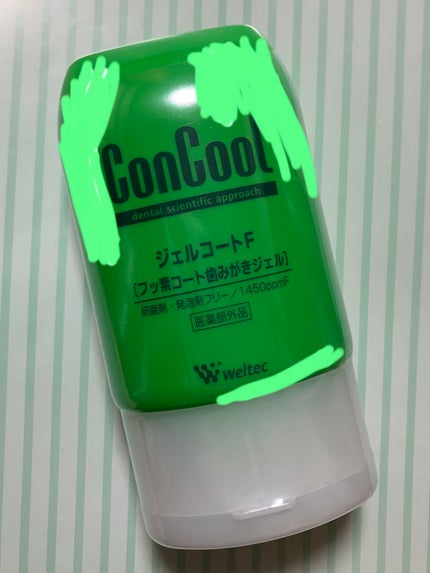 ConCool
dental scientific approach
ジェルコートF
[フッ素コート歯みがきジェル]
研磨剤・発泡剤フリー/1450ppmF
医薬部外品
weltec